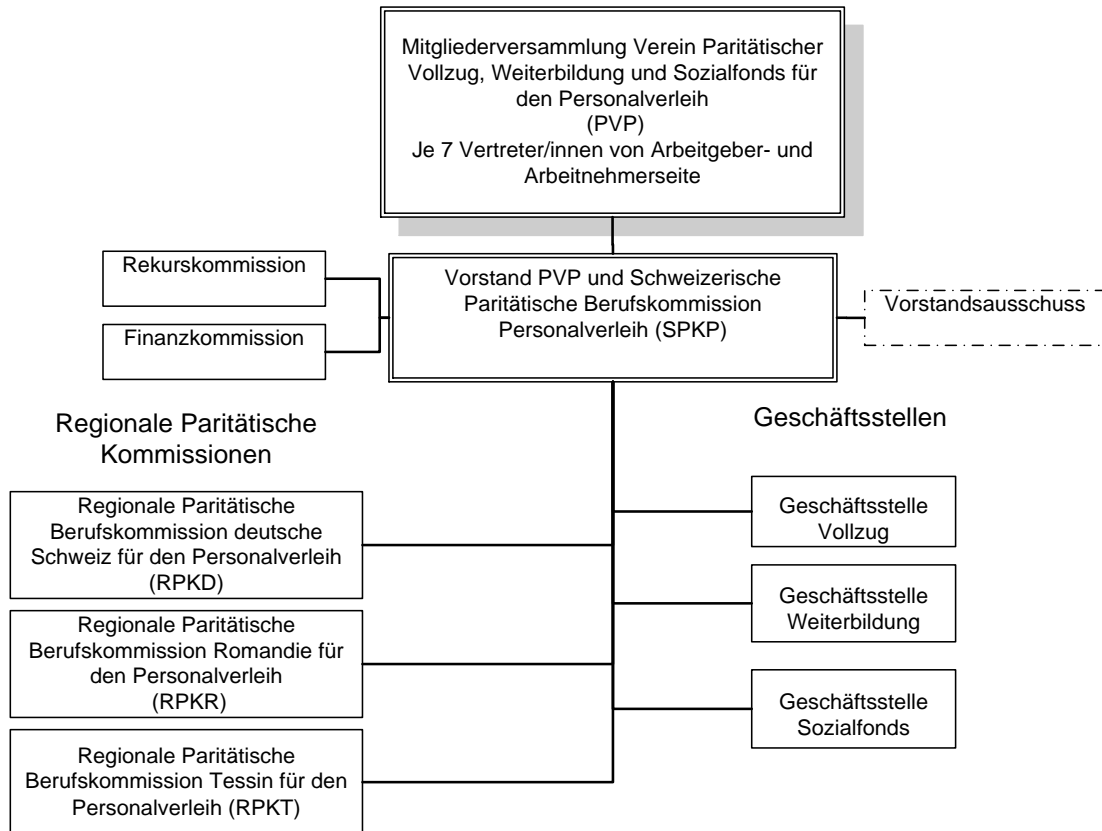 Mitgliederversammlung Verein Paritätischer
Vollzug, Weiterbildung und Sozialfonds für
den Personalverleih
(PVP)
Je 7 Vertreter/innen von Arbeitgeber- und
Arbeitnehmerseite
Rekurskommission
Finanzkommission
Vorstand PVP und Schweizerische
Paritätische Berufskommission
Personalverleih (SPKP)
Vorstandsausschuss
Regionale Paritätische
Kommissionen
Regionale Paritätische
Berufskommission deutsche
Schweiz für den Personalverleih
(RPKD)
Regionale Paritätische
Berufskommission Romandie für
den Personalverleih
(RPKR)
Regionale Paritätische
Berufskommission Tessin für den
Personalverleih (RPKT)
Geschäftsstellen
Geschäftsstelle
Vollzug
Geschäftsstelle
Weiterbildung
Geschäftsstelle
Sozialfonds